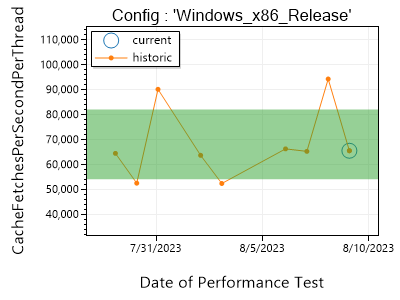 Config : 'Windows_x86_Release'
CacheFetchesPerSecondPerThread
110,000
100,000
90,000
80,000
70,000
60,000
50,000
40,000
current
historic
7/31/2023
8/5/2023
8/10/2023
Date of Performance Test